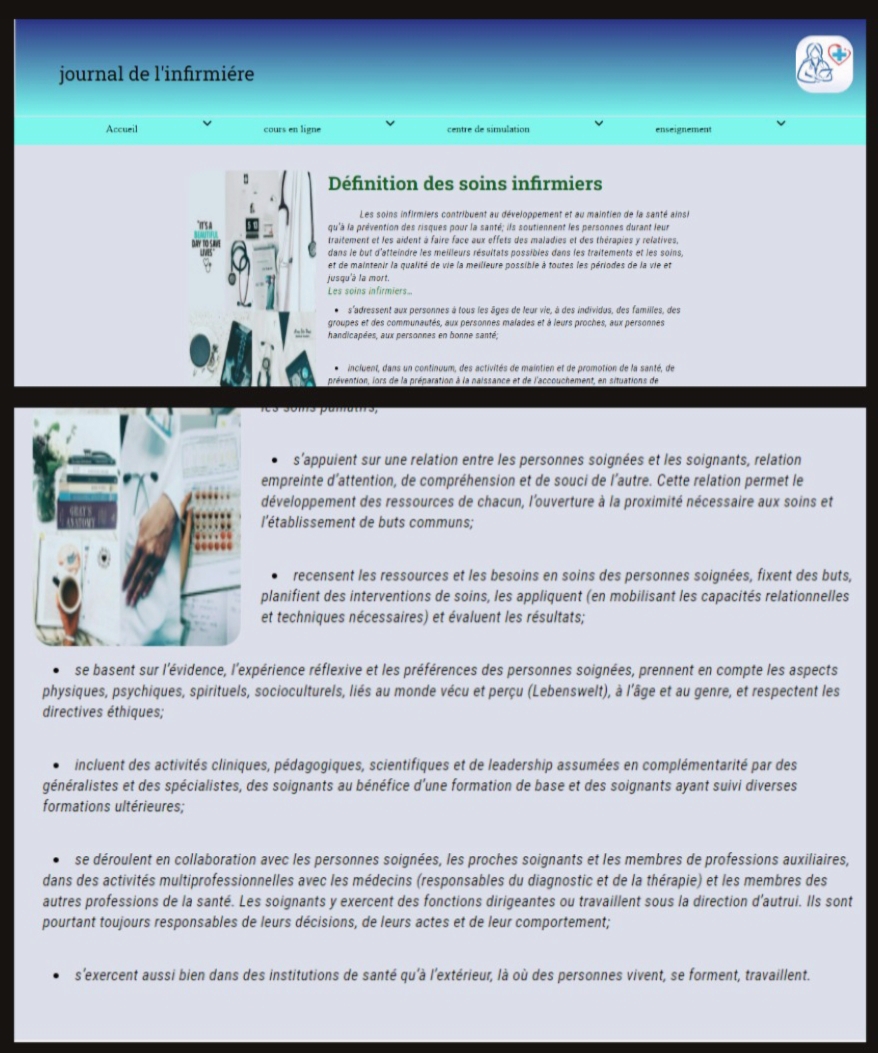 journal de l'infirmiére
Accueil
cours en ligne
centre de simulation
enseignement
"IT'S A
BEAUTIFUL
DAY TO SAVE
LIVES"
Définition des soins infirmiers
Les soins infirmiers contribuent au développement et au maintien de la santé ainsi
qu'à la prévention des risques pour la santé; ils soutiennent les personnes durant leur
traitement et les aident à faire face aux effets des maladies et des thérapies y relatives,
dans le but d'atteindre les meilleurs résultats possibles dans les traitements et les soins,
et de maintenir la qualité de vie la meilleure possible à toutes les périodes de la vie et
jusqu'à la mort.
Les soins infirmiers…
• s'adressent aux personnes à tous les âges de leur vie, à des individus, des familles, des
groupes et des communautés, aux personnes malades et à leurs proches, aux personnes
handicapées, aux personnes en bonne santé;
• incluent, dans un continuum, des activités de maintien et de promotion de la santé, de
prévention, lors de la préparation à la naissance et de l'accouchement, en situations de
les soins palliatifs;
GRAY'S
ANATOMY
• s'appuient sur une relation entre les personnes soignées et les soignants, relation
empreinte d'attention, de compréhension et de souci de l'autre. Cette relation permet le
développement des ressources de chacun, l'ouverture à la proximité nécessaire aux soins et
l'établissement de buts communs;
• recensent les ressources et les besoins en soins des personnes soignées, fixent des buts,
planifient des interventions de soins, les appliquent (en mobilisant les capacités relationnelles
et techniques nécessaires) et évaluent les résultats;
• se basent sur l'évidence, l'expérience réflexive et les préférences des personnes soignées, prennent en compte les aspects
physiques, psychiques, spirituels, socioculturels, liés au monde vécu et perçu (Lebenswelt), à l'âge et au genre, et respectent les
directives éthiques;
• incluent des activités cliniques, pédagogiques, scientifiques et de leadership assumées en complémentarité par des
généralistes et des spécialistes, des soignants au bénéfice d'une formation de base et des soignants ayant suivi diverses
formations ultérieures;
• se déroulent en collaboration avec les personnes soignées, les proches soignants et les membres de professions auxiliaires,
dans des activités multiprofessionnelles avec les médecins (responsables du diagnostic et de la thérapie) et les membres des
autres professions de la santé. Les soignants y exercent des fonctions dirigeantes ou travaillent sous la direction d'autrui. Ils sont
pourtant toujours responsables de leurs décisions, de leurs actes et de leur comportement;
• s'exercent aussi bien dans des institutions de santé qu'à l'extérieur, là où des personnes vivent, se forment, travaillent.